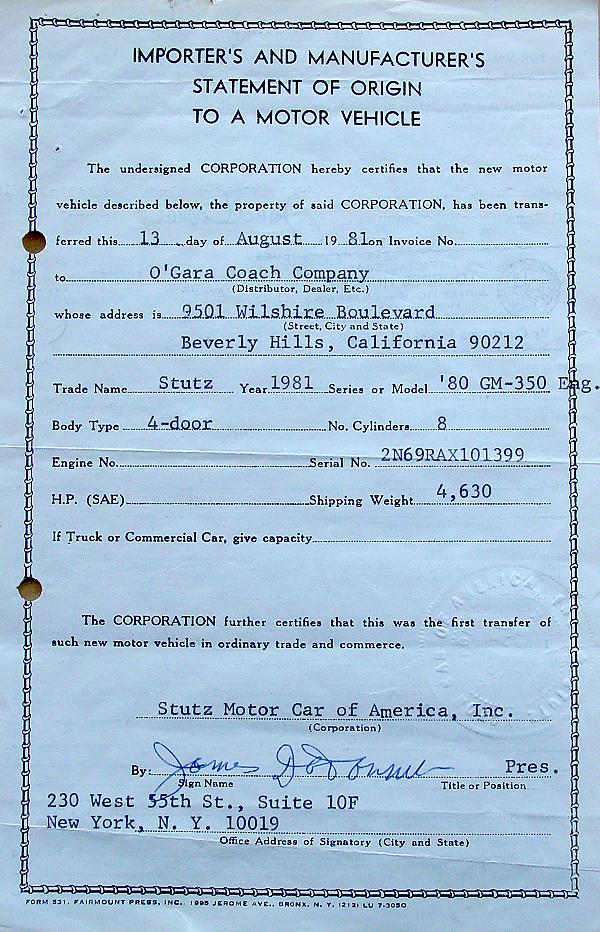 IMPORTER'S AND MANUFACTURER'S
STATEMENT OF ORIGIN
TO A MOTOR VEHICLE
The undersigned CORPORATION hereby certifies that the new motor
vehicle described below, the property of said CORPORATION, has been trans-
ferred this 13 day of August 19 81on Invoice No.
to O'Gara Coach Company
(Distributor, Dealer, Etc.)
whose address is 9501 Wilshire Boulevard
(Street, City and State)
Beverly Hills, California 90212
Trade Name Stutz Year 1981 Series or Model '80 GM-350 Eng.
Body Type 4-door No. Cylinders 8
Engine No. Serial No. 2N69RAX101399
H.P. (SAE) Shipping Weight 4,630
If Truck or Commercial Car, give capacity
The CORPORATION further certifies that this was the first transfer of
such new motor vehicle in ordinary trade and commerce.
Stutz Motor Car of America, Inc.
(Corporation)
By: James Pres.
Sign Name Title or Position
230 West 55th St., Suite 10F
New York, N. Y. 10019
Office Address of Signatory (City and State)
FORM 531. FAIRMOUNT PRESS, INC., 1995 JEROME AVE., BRONX, N. Y. (212) LU 7-3050